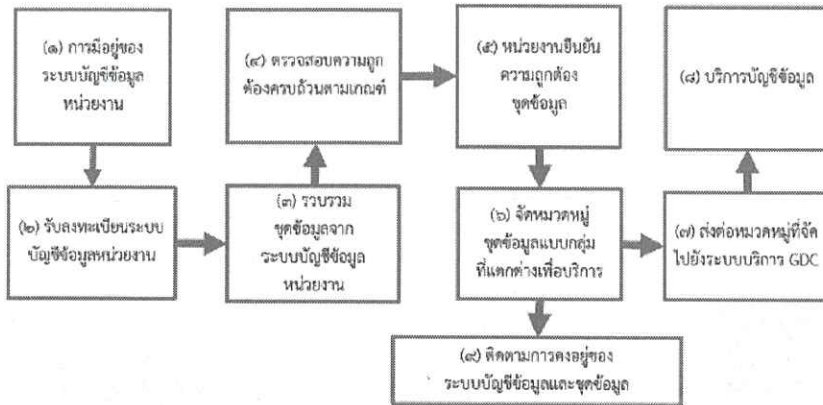 (๑) การมีอยู่ของ
ระบบบัญชีข้อมูล
หน่วยงาน
(๒) รับลงทะเบียนระบบ
บัญชีข้อมูลหน่วยงาน
(๓) รวบรวม
ชุดข้อมูลจาก
ระบบบัญชีข้อมูล
หน่วยงาน
(๔) ตรวจสอบความถูก
ต้องครบถ้วนตามเกณฑ์
(๕) หน่วยงานยืนยัน
ความถูกต้อง
ชุดข้อมูล
(๖) จัดหมวดหมู่
ชุดข้อมูลแบบกลุ่ม
ที่แตกต่างเพื่อบริการ
(๗) ส่งต่อหมวดหมู่ที่จัด
ไปยังระบบบริการ GDC
(๘) บริการบัญชีข้อมูล
(๙) ติดตามการคงอยู่ของ
ระบบบัญชีข้อมูลและชุดข้อมูล